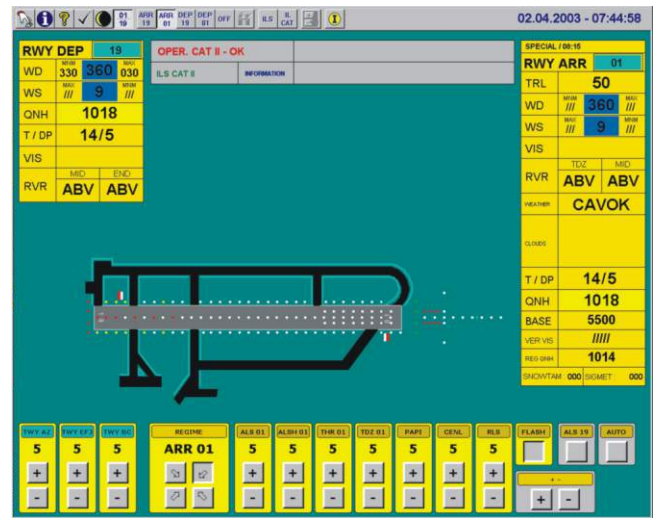 01 19 ARR 19 ARR 01 DEP 19 DEP 01 OFF ILS IL CAT
02.04.2003 - 07:44:58
RWY DEP 19
WD MNM 330 360 MAX 030
WS MAX /// 9 MNM ///
QNH 1018
T / DP 14/5
VIS
MID END
RVR ABV ABV
OPER. CAT II - OK
ILS CAT II INFORMATION
SPECIAL / 08:15
RWY ARR 01
TRL 50
WD MNM /// 360 MAX ///
WS MAX /// 9 MNM ///
VIS
TDZ MID
RVR ABV ABV
WEATHER CAVOK
CLOUDS
T / DP 14/5
QNH 1018
BASE 5500
VER VIS /////
REG QNH 1014
SNOWTAM 000 SIGMET 000
TWY AZ TWY EFJ TWY BC REGIME ALS 01 ALSH 01 THR 01 TDZ 01 PAPI CENL RLS FLASH ALS 19 AUTO
5 5 5 ARR 01 5 5 5 5 5 5 5
+ + + + + + + + + +
- - - - - - - - - -
+ -
+ -